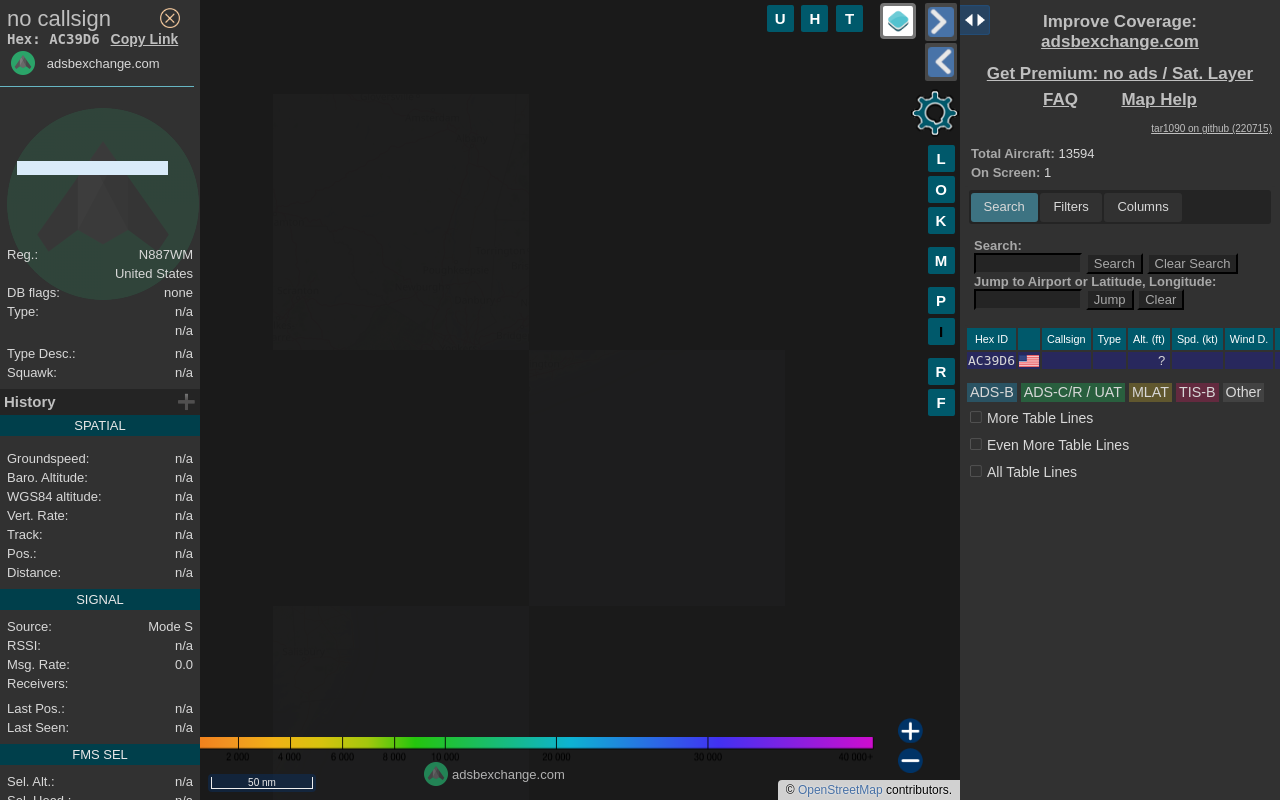 no callsign
Hex: AC39D6 Copy Link
adsbexchange.com
Reg.: N887WM
United States
DB flags: none
Type: n/a
n/a
Type Desc.: n/a
Squawk: n/a
History
SPATIAL
Groundspeed: n/a
Baro. Altitude: n/a
WGS84 altitude: n/a
Vert. Rate: n/a
Track: n/a
Pos.: n/a
Distance: n/a
SIGNAL
Source: Mode S
RSSI: n/a
Msg. Rate: 0.0
Receivers:
Last Pos.: n/a
Last Seen: n/a
FMS SEL
Sel. Alt.: n/a
Sel. Head.: n/a
U H T
L
O
K
M
P
I
R
F
2 000 4 000 6 000 8 000 10 000 20 000 30 000 40 000+
adsbexchange.com
50 nm
© OpenStreetMap contributors.
Improve Coverage:
adsbexchange.com
Get Premium: no ads / Sat. Layer
FAQ Map Help
tar1090 on github (220715)
Total Aircraft: 13594
On Screen: 1
Search Filters Columns
Search:
Search Clear Search
Jump to Airport or Latitude, Longitude:
Jump Clear
Hex ID Callsign Type Alt. (ft) Spd. (kt) Wind D.
AC39D6 ?
ADS-B ADS-C/R / UAT MLAT TIS-B Other
More Table Lines
Even More Table Lines
All Table Lines